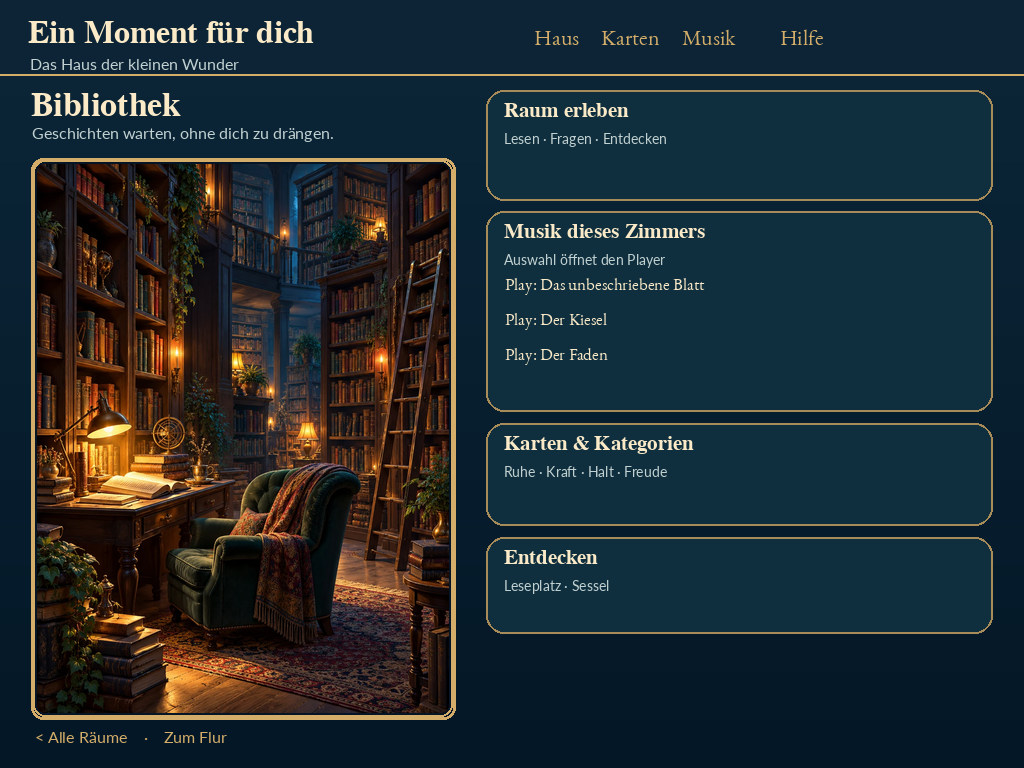 Ein Moment für dich
Das Haus der kleinen Wunder
Haus Karten Musik Hilfe
Bibliothek
Geschichten warten, ohne dich zu drängen.
Raum erleben
Lesen · Fragen · Entdecken
Musik dieses Zimmers
Auswahl öffnet den Player
Play: Das unbeschriebene Blatt
Play: Der Kiesel
Play: Der Faden
Karten & Kategorien
Ruhe · Kraft · Halt · Freude
Entdecken
Leseplatz · Sessel
< Alle Räume · Zum Flur